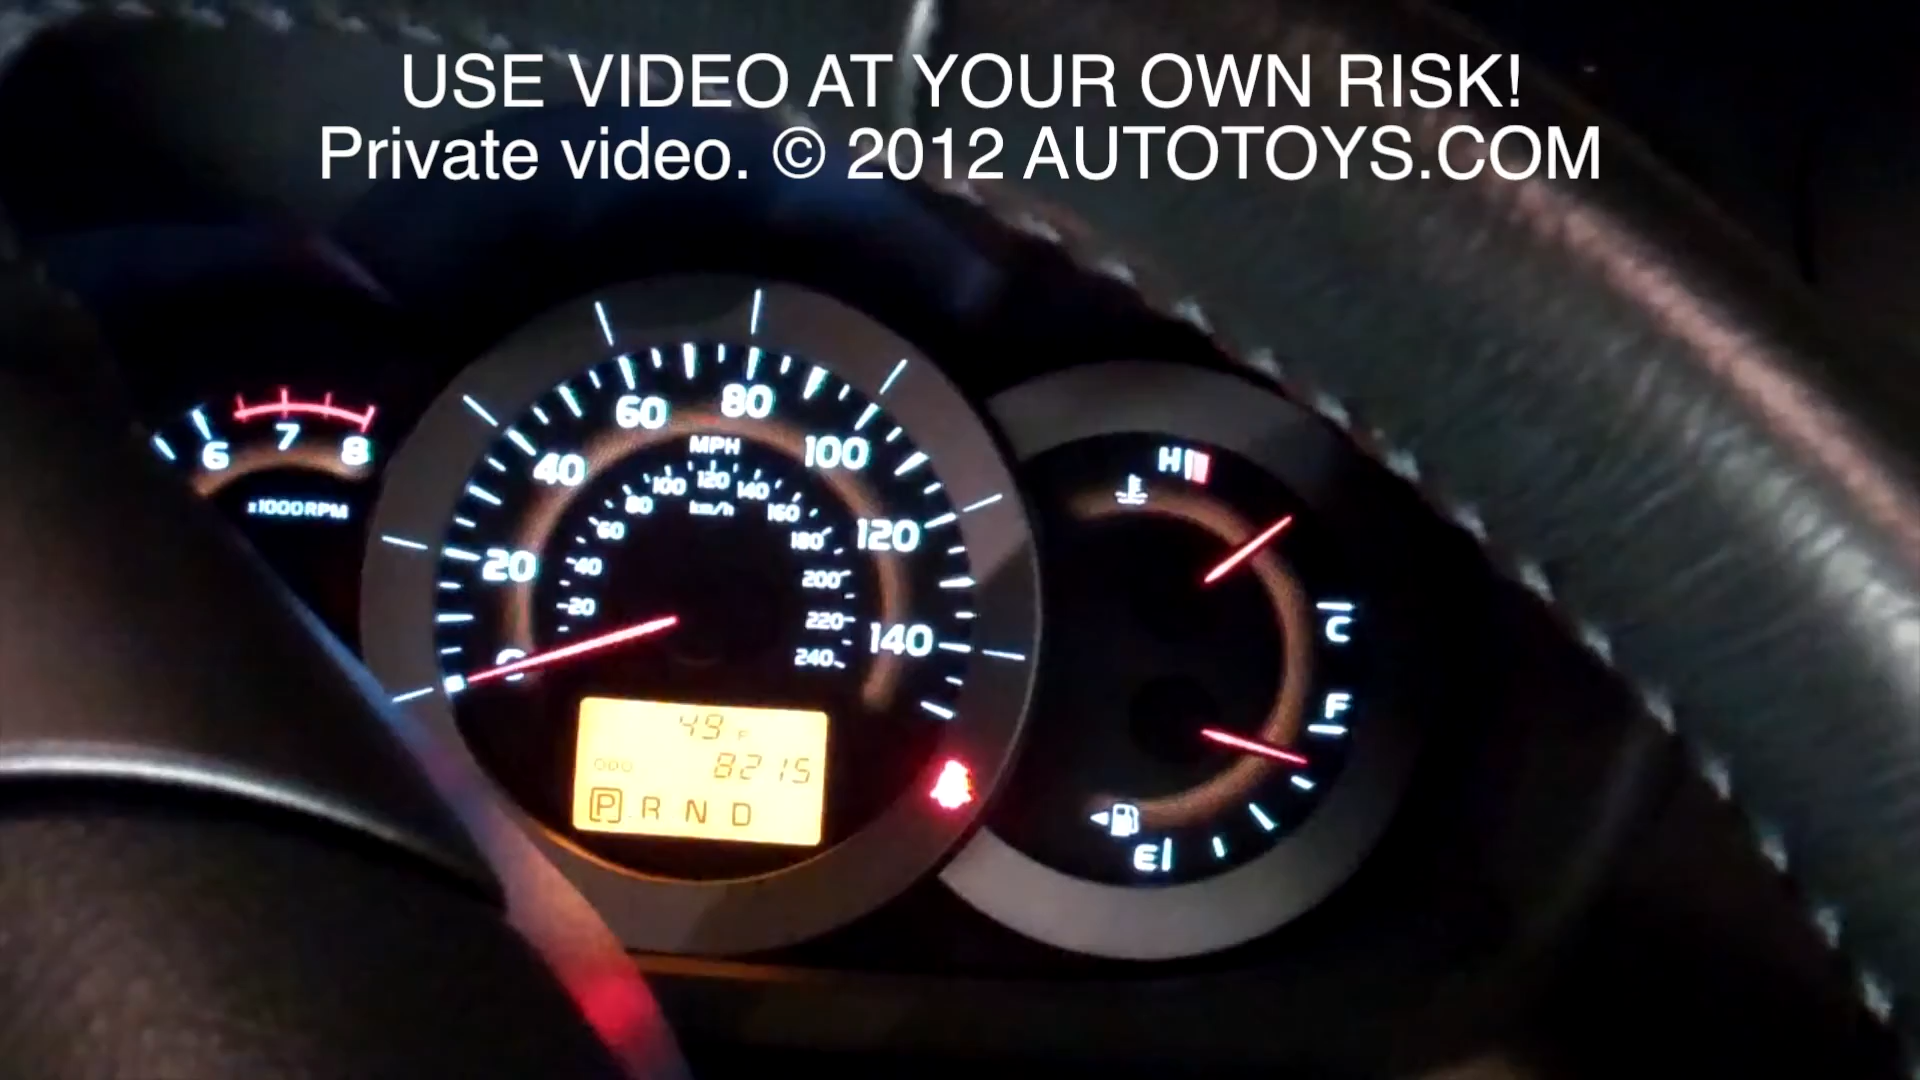 USE VIDEO AT YOUR OWN RISK!
Private video. © 2012 AUTOTOYS.COM
6 7 8
x1000RPM
0 20 40 60 80 100 120 140
MPH
20 40 60 80 100 120 140 160 180 200 220 240
km/h
49 F
ODO 8215
P R N D
H
C
F
E